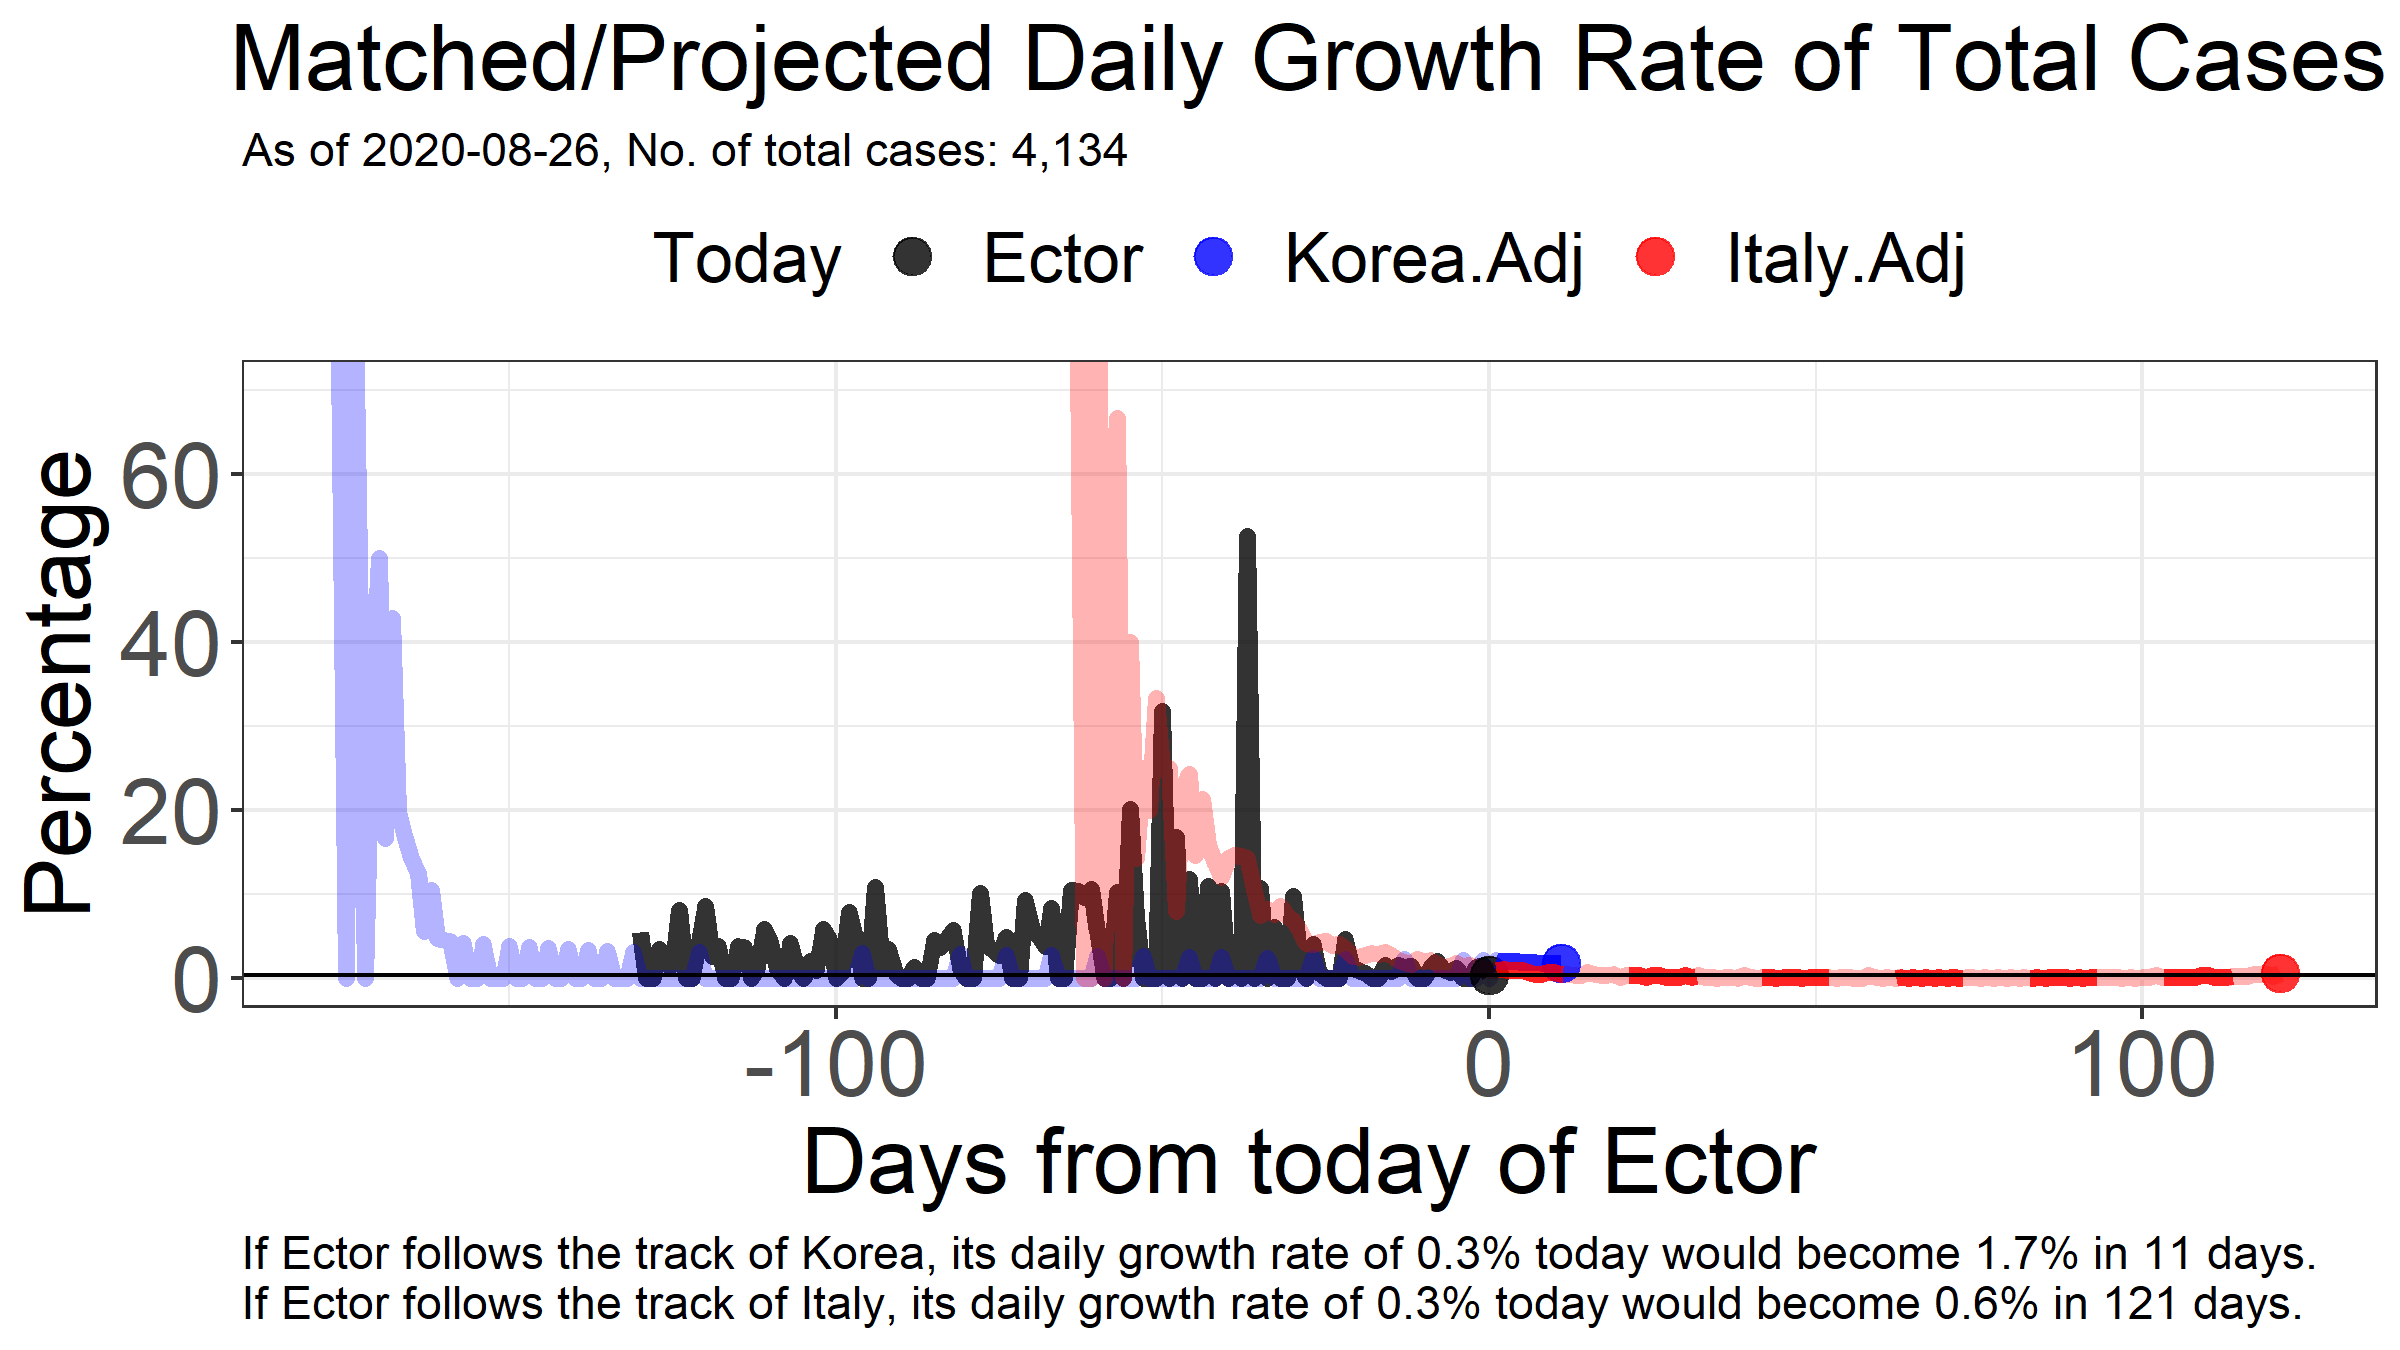 Matched/Projected Daily Growth Rate of Total Cases
As of 2020-08-26, No. of total cases: 4,134
Today Ector Korea.Adj Italy.Adj
Percentage
60
40
20
0
-100 0 100
Days from today of Ector
If Ector follows the track of Korea, its daily growth rate of 0.3% today would become 1.7% in 11 days.
If Ector follows the track of Italy, its daily growth rate of 0.3% today would become 0.6% in 121 days.